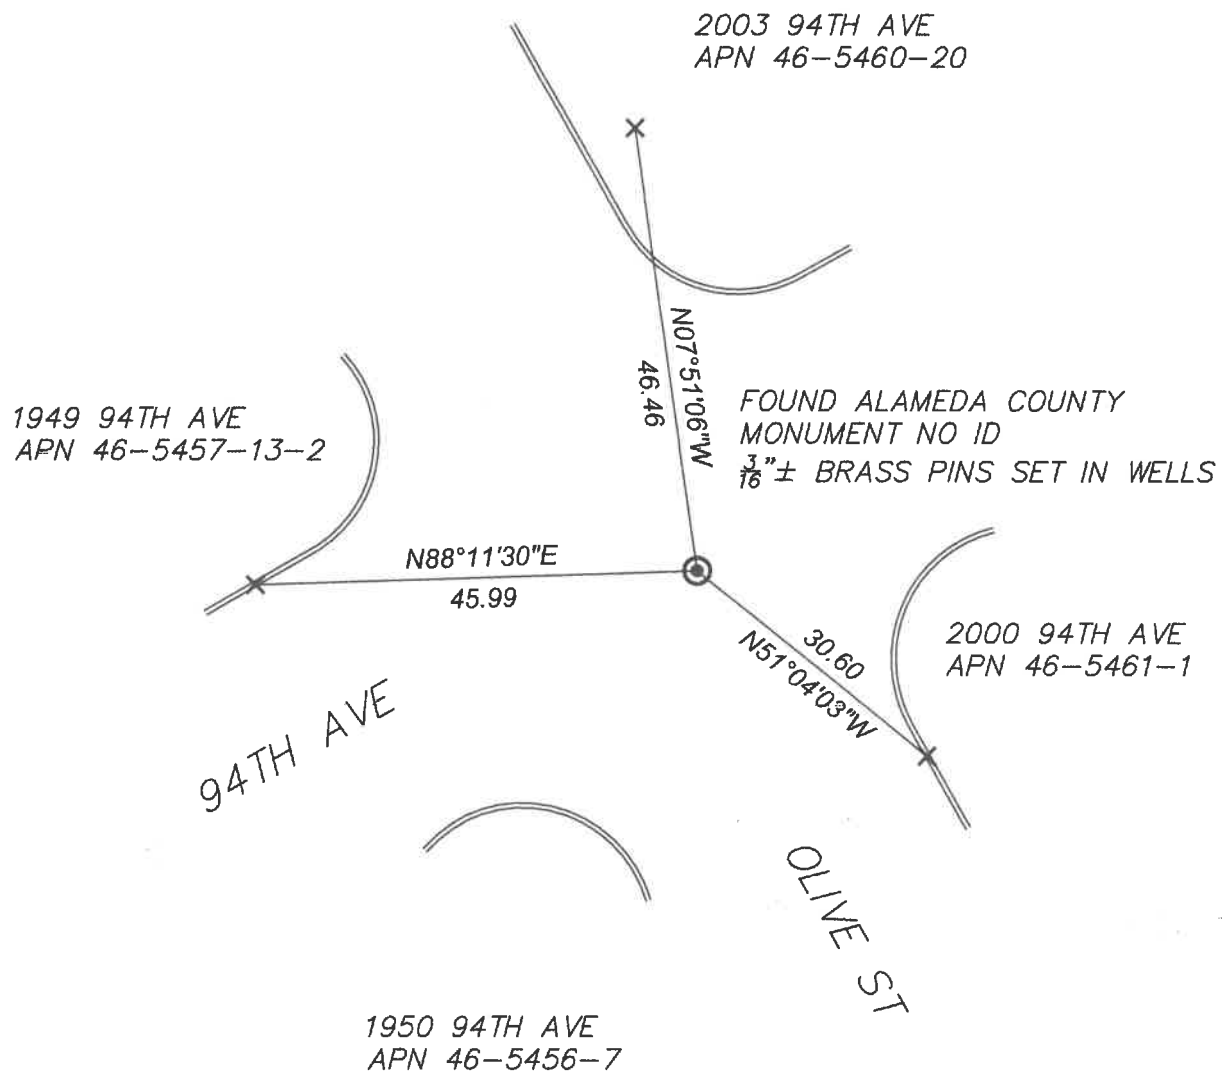 2003 94TH AVE
APN 46-5460-20
N07°51'06"W
46.46
1949 94TH AVE
APN 46-5457-13-2
FOUND ALAMEDA COUNTY
MONUMENT NO ID
3/16"± BRASS PINS SET IN WELLS
N88°11'30"E
45.99
30.60
N51°04'03"W
2000 94TH AVE
APN 46-5461-1
94TH AVE
OLIVE ST
1950 94TH AVE
APN 46-5456-7